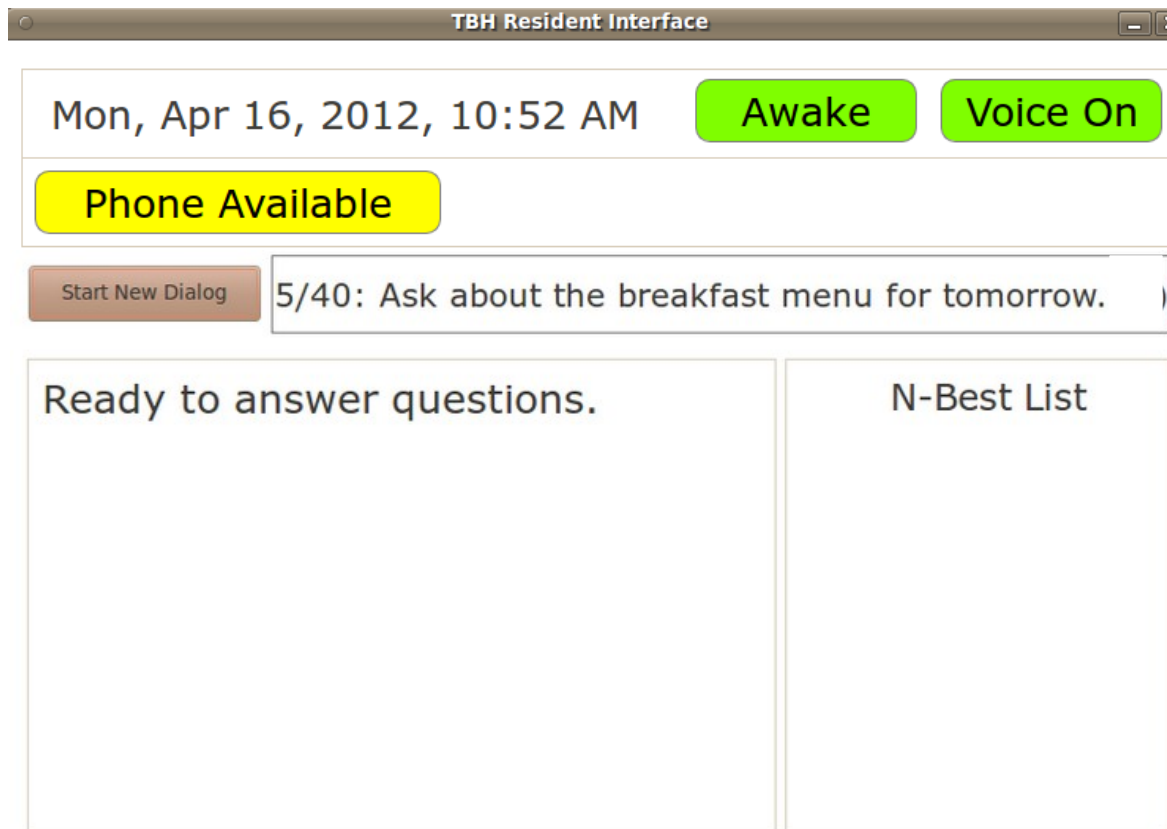 TBH Resident Interface
Mon, Apr 16, 2012, 10:52 AM
Awake
Voice On
Phone Available
Start New Dialog
5/40: Ask about the breakfast menu for tomorrow.
Ready to answer questions.
N-Best List